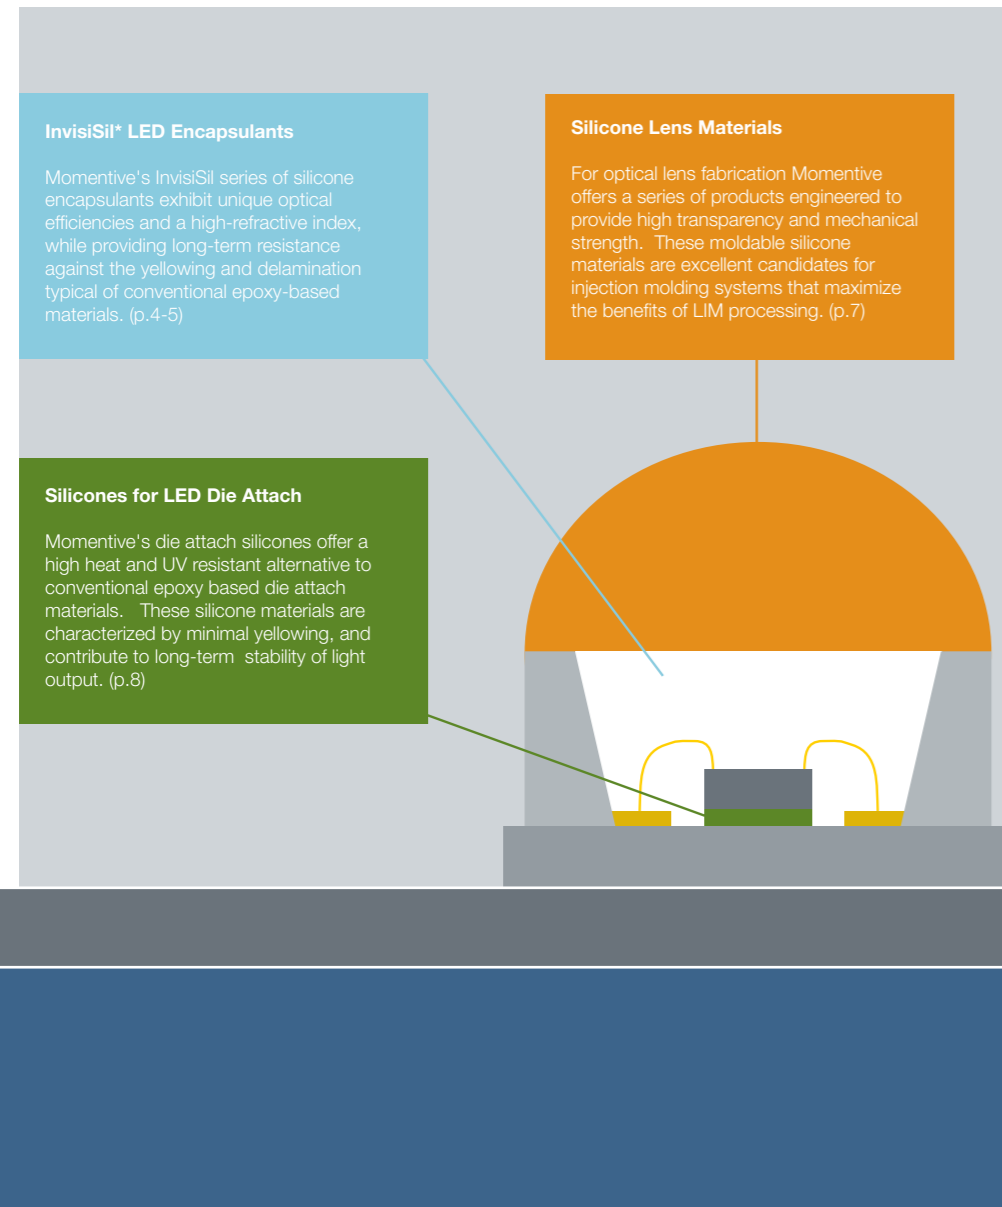 InvisiSil* LED Encapsulants
Momentive's InvisiSil series of silicone
encapsulants exhibit unique optical
efficiencies and a high-refractive index,
while providing long-term resistance
against the yellowing and delamination
typical of conventional epoxy-based
materials. (p.4-5)
Silicone Lens Materials
For optical lens fabrication Momentive
offers a series of products engineered to
provide high transparency and mechanical
strength.  These moldable silicone
materials are excellent candidates for
injection molding systems that maximize
the benefits of LIM processing. (p.7)
Silicones for LED Die Attach
Momentive's die attach silicones offer a
high heat and UV resistant alternative to
conventional epoxy based die attach
materials.   These silicone materials are
characterized by minimal yellowing, and
contribute to long-term  stability of light
output. (p.8)